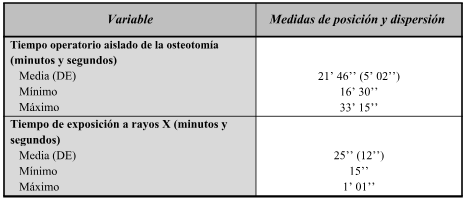 Variable Medidas de posición y dispersión
Tiempo operatorio aislado de la osteotomía
(minutos y segundos)
Media (DE) 21’ 46’’ (5’ 02’’)
Mínimo 16’ 30’’
Máximo 33’ 15’’
Tiempo de exposición a rayos X (minutos y
segundos)
Media (DE) 25’’ (12’’)
Mínimo 15’’
Máximo 1’ 01’’